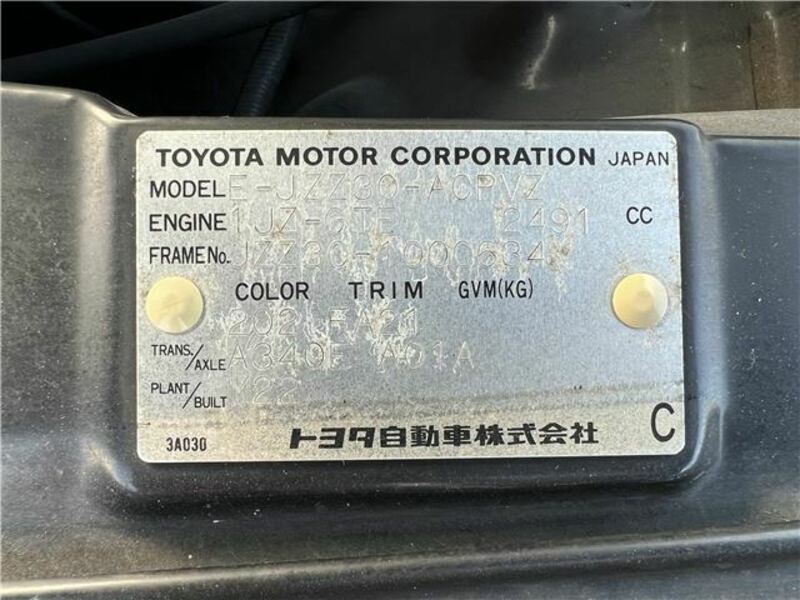 TOYOTA MOTOR CORPORATION JAPAN
MODEL E-JZZ30-ACPVZ
ENGINE 1JZ-GTE 2491 CC
FRAME No. JZZ30-1000634
COLOR TRIM GVM(KG)
202 FA21
TRANS./AXLE A340E A01A
PLANT/BUILT
3A030 トヨタ自動車株式会社 C